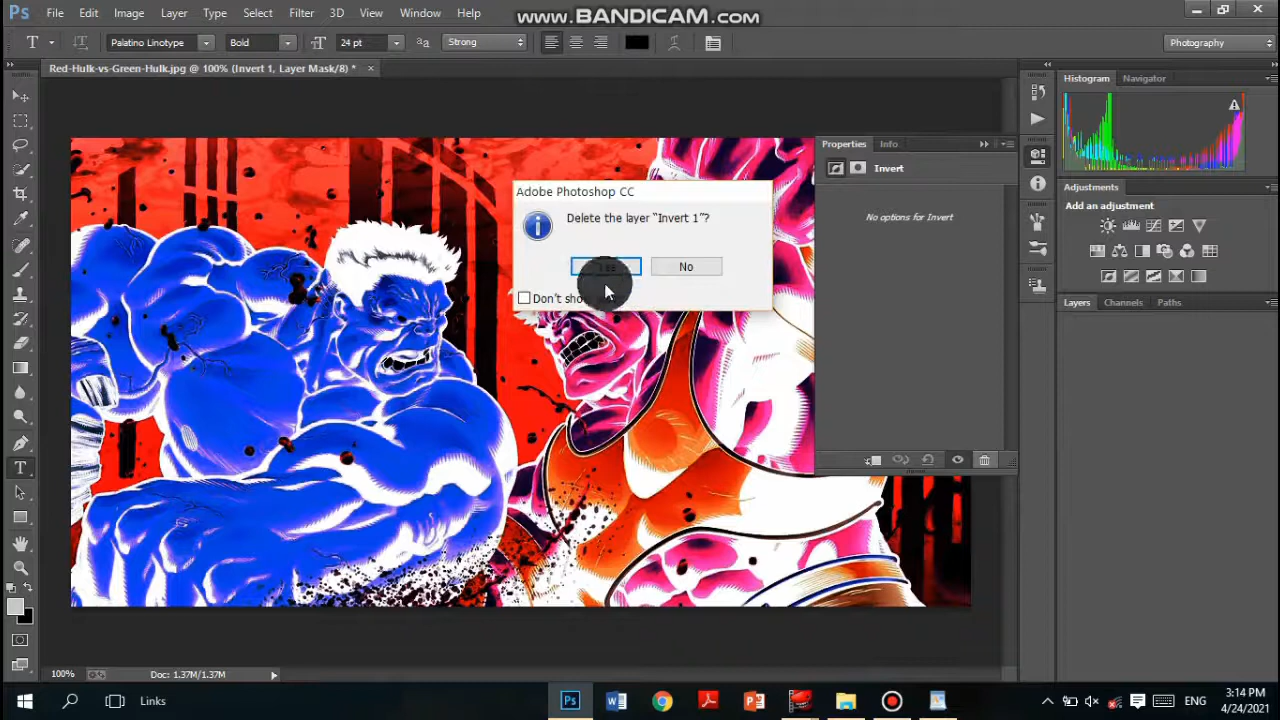 www.BANDICAM.com
Ps File Edit Image Layer Type Select Filter 3D View Window Help
T Palatino Linotype Bold 24 pt Strong Photography
Red-Hulk-vs-Green-Hulk.jpg @ 100% (Invert 1, Layer Mask/8) *
Histogram Navigator
Properties Info
Invert
No options for Invert
Adobe Photoshop CC
Delete the layer “Invert 1”?
Yes No
Don't show
Adjustments
Add an adjustment
Layers Channels Paths
100% Doc: 1.37M/1.37M
Links
ENG
3:14 PM
4/24/2021